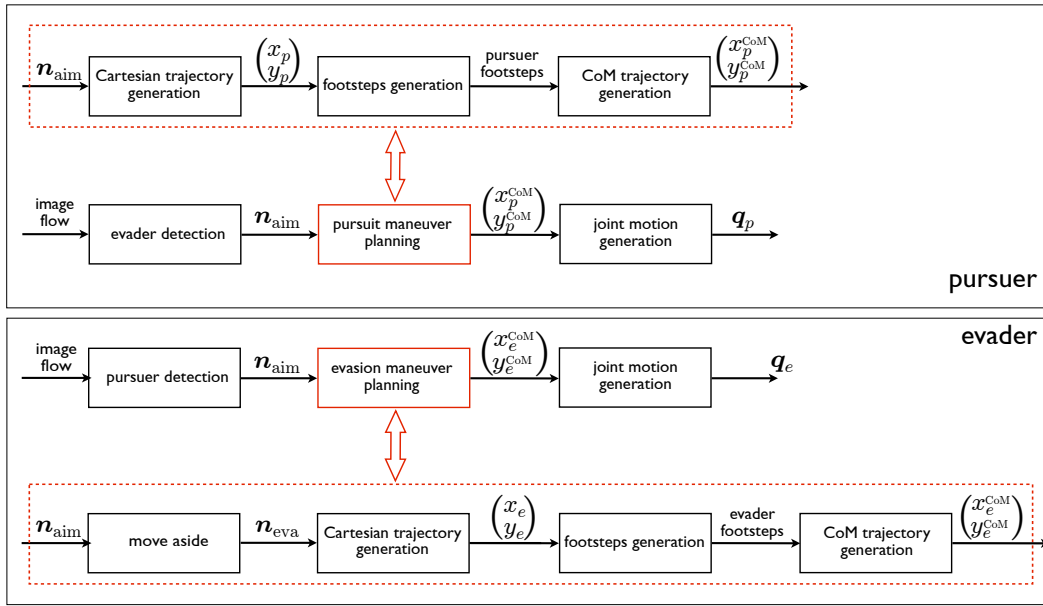 n_aim
Cartesian trajectory
generation
(x_p
y_p)
footsteps generation
pursuer
footsteps
CoM trajectory
generation
(x_p^CoM
y_p^CoM)
image
flow
evader detection
n_aim
pursuit maneuver
planning
(x_p^CoM
y_p^CoM)
joint motion
generation
q_p
pursuer
evader
image
flow
pursuer detection
n_aim
evasion maneuver
planning
(x_e^CoM
y_e^CoM)
joint motion
generation
q_e
n_aim
move aside
n_eva
Cartesian trajectory
generation
(x_e
y_e)
footsteps generation
evader
footsteps
CoM trajectory
generation
(x_e^CoM
y_e^CoM)